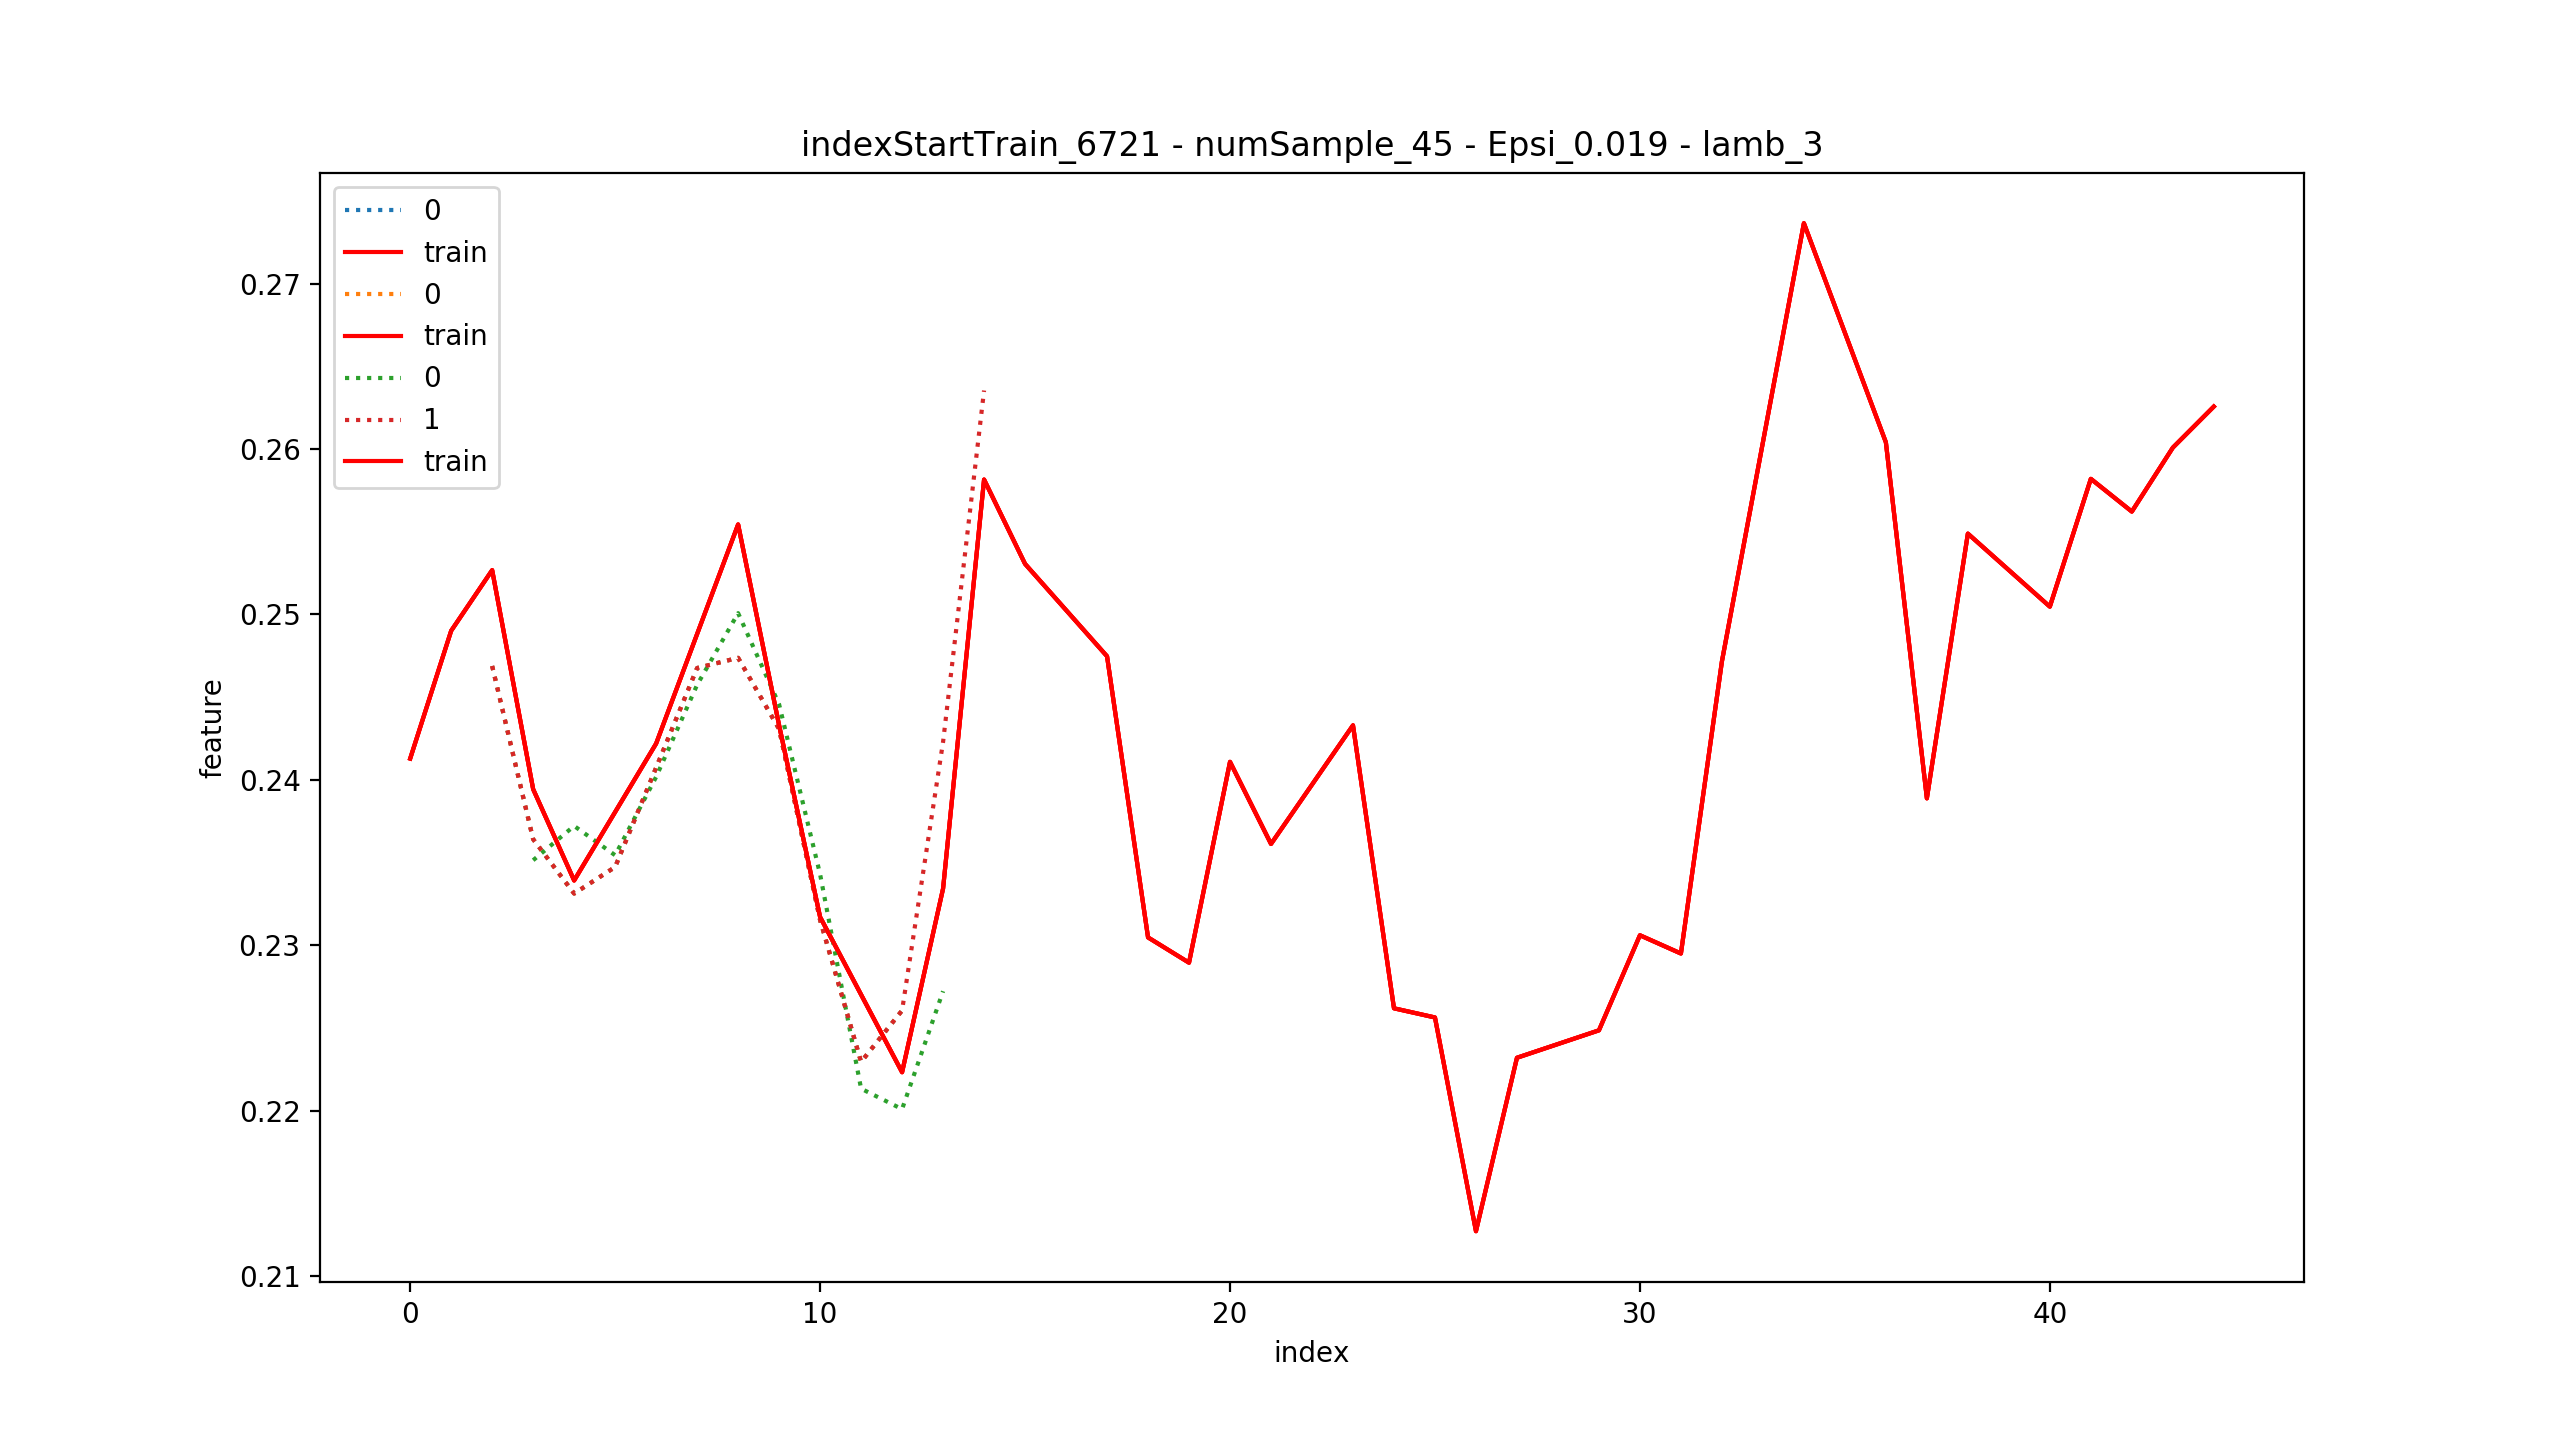 indexStartTrain_6721 - numSample_45 - Epsi_0.019 - lamb_3
0
train
0
train
0
1
train
0.27
0.26
0.25
0.24
0.23
0.22
0.21
feature
0 10 20 30 40
index